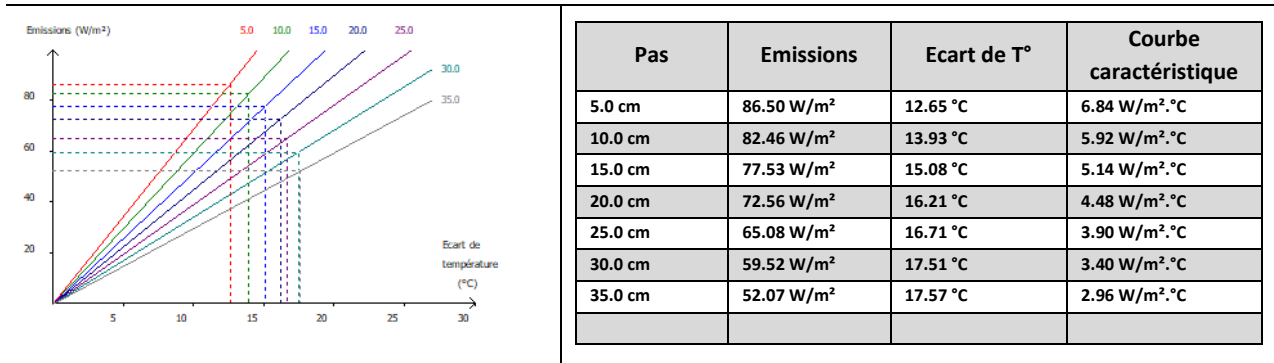 Emissions (W/m²)
5.0 10.0 15.0 20.0 25.0
30.0
35.0
80
60
40
20
Ecart de
température
(°C)
5 10 15 20 25 30
Pas Emissions Ecart de T° Courbe
caractéristique
5.0 cm 86.50 W/m² 12.65 °C 6.84 W/m².°C
10.0 cm 82.46 W/m² 13.93 °C 5.92 W/m².°C
15.0 cm 77.53 W/m² 15.08 °C 5.14 W/m².°C
20.0 cm 72.56 W/m² 16.21 °C 4.48 W/m².°C
25.0 cm 65.08 W/m² 16.71 °C 3.90 W/m².°C
30.0 cm 59.52 W/m² 17.51 °C 3.40 W/m².°C
35.0 cm 52.07 W/m² 17.57 °C 2.96 W/m².°C